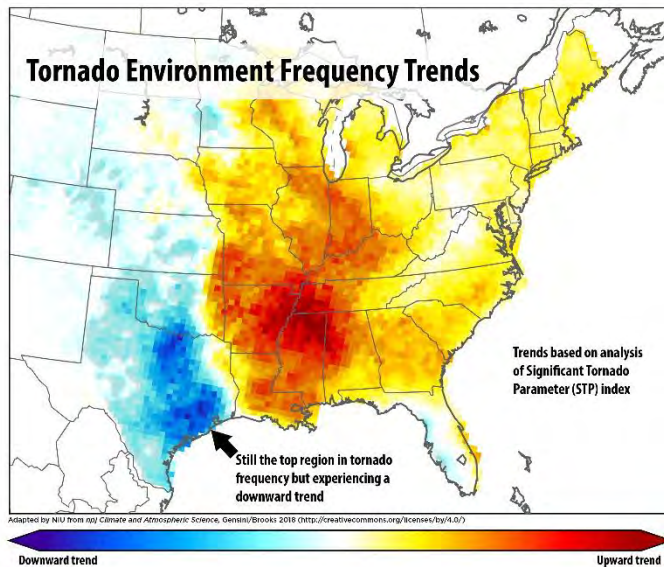 Tornado Environment Frequency Trends
Trends based on analysis
of Significant Tornado
Parameter (STP) index
Still the top region in tornado
frequency but experiencing a
downward trend
Adapted by NIU from npj Climate and Atmospheric Science, Gensini/Brooks 2018 (http://creativecommons.org/licenses/by/4.0/)
Downward trend
Upward trend